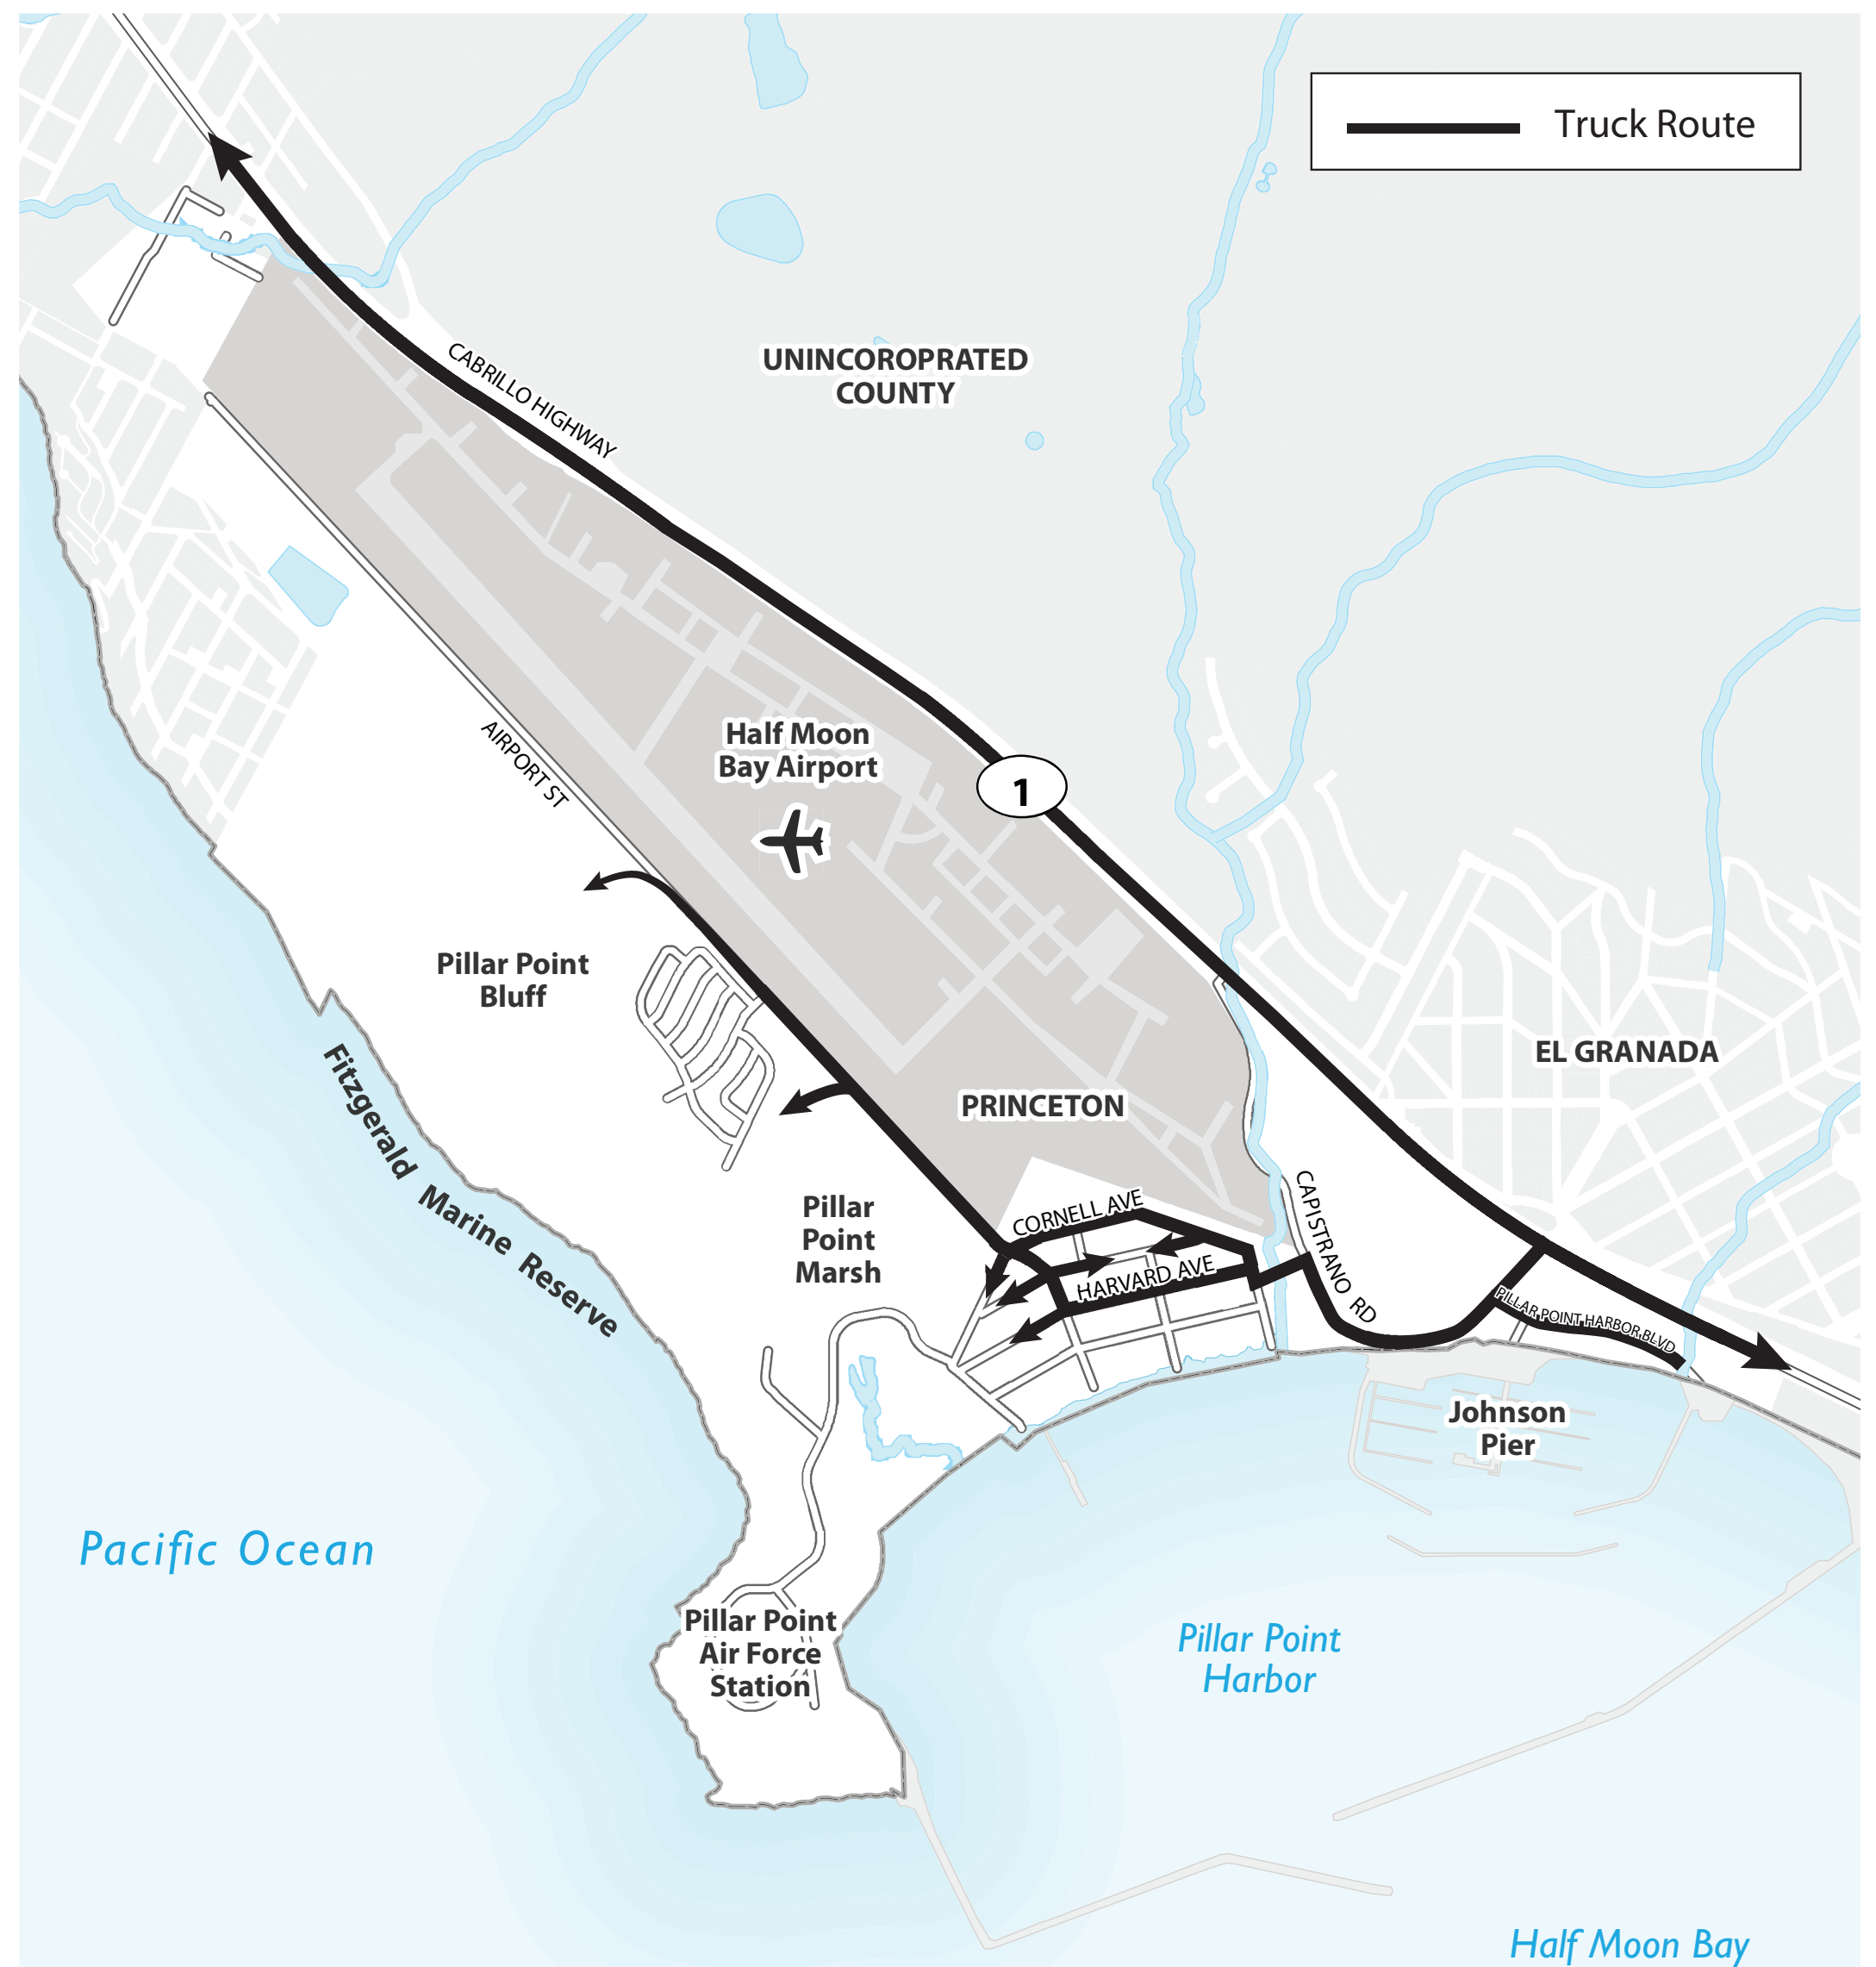 Truck Route
UNINCOROPRATED
COUNTY
CABRILLO HIGHWAY
Half Moon
Bay Airport
1
AIRPORT ST
Pillar Point
Bluff
EL GRANADA
PRINCETON
Fitzgerald Marine Reserve
Pillar
Point
Marsh
CORNELL AVE
HARVARD AVE
CAPISTRANO RD
PILLAR POINT HARBOR BLVD
Johnson
Pier
Pacific Ocean
Pillar Point
Air Force
Station
Pillar Point
Harbor
Half Moon Bay